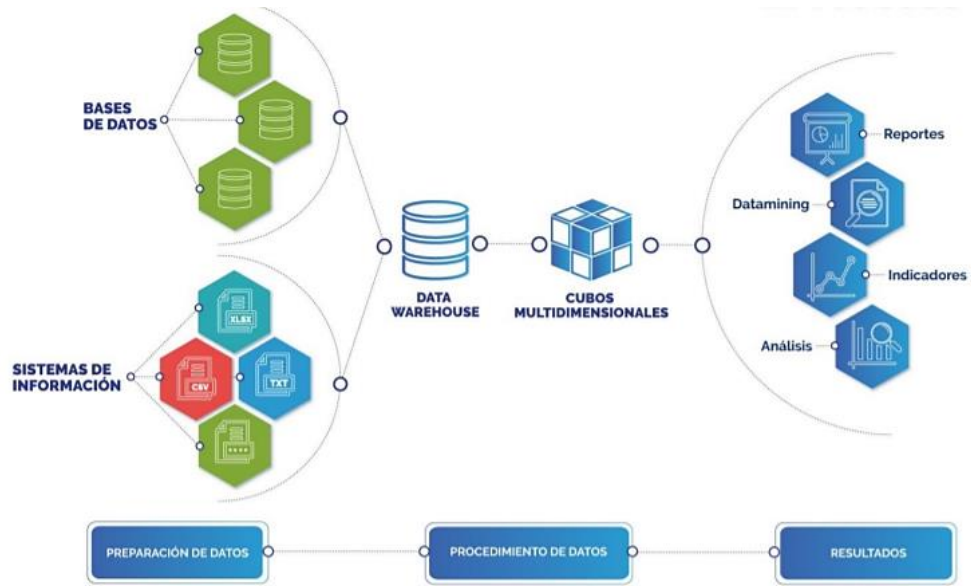 BASES
DE DATOS
SISTEMAS DE
INFORMACIÓN
XLSX
CSV
TXT
****
DATA
WAREHOUSE
CUBOS
MULTIDIMENSIONALES
Reportes
Datamining
Indicadores
Análisis
PREPARACIÓN DE DATOS
PROCEDIMIENTO DE DATOS
RESULTADOS